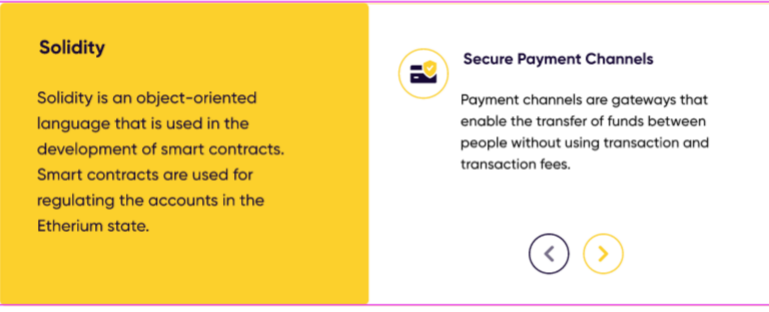 Solidity
Solidity is an object-oriented
language that is used in the
development of smart contracts.
Smart contracts are used for
regulating the accounts in the
Etherium state.
Secure Payment Channels
Payment channels are gateways that
enable the transfer of funds between
people without using transaction and
transaction fees.